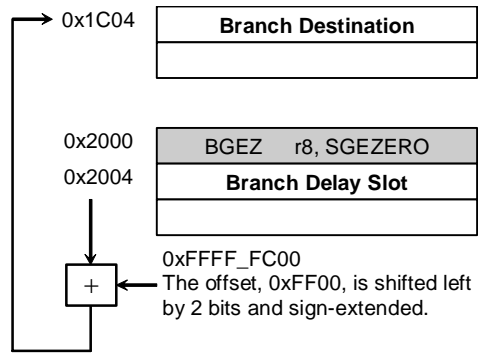 0x1C04 Branch Destination
0x2000 BGEZ r8, SGEZERO
0x2004 Branch Delay Slot
0xFFFF_FC00
+ The offset, 0xFF00, is shifted left
by 2 bits and sign-extended.